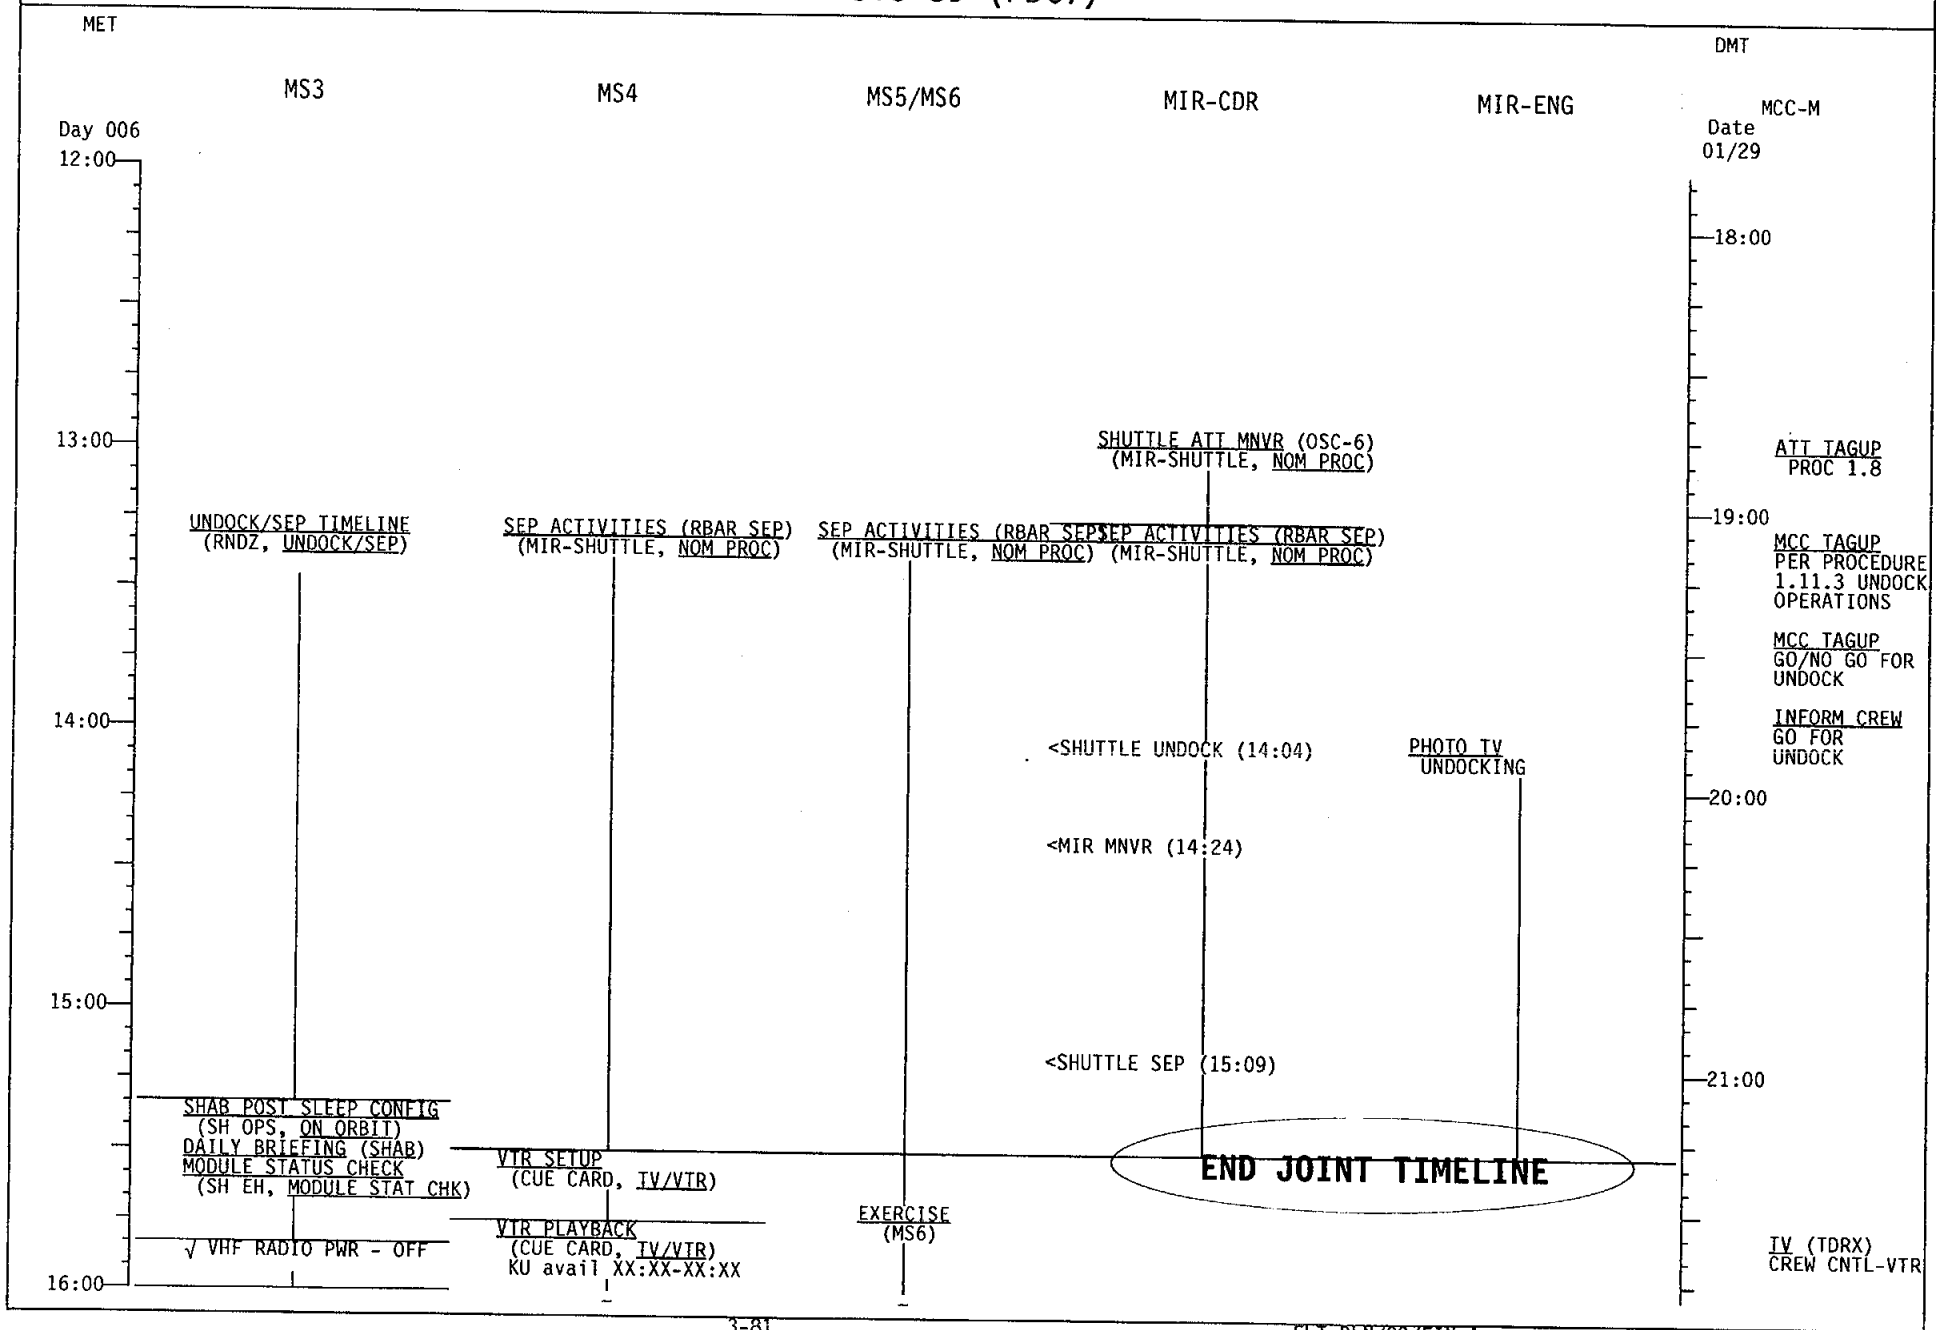 MET
DMT
MS3
MS4
MS5/MS6
MIR-CDR
MIR-ENG
MCC-M
Day 006
Date
01/29
12:00
18:00
13:00
SHUTTLE ATT MNVR (OSC-6)
(MIR-SHUTTLE, NOM PROC)
ATT TAGUP
PROC 1.8
UNDOCK/SEP TIMELINE
(RNDZ, UNDOCK/SEP)
SEP ACTIVITIES (RBAR SEP)
(MIR-SHUTTLE, NOM PROC)
SEP ACTIVITIES (RBAR SEP)
(MIR-SHUTTLE, NOM PROC)
SEP ACTIVITIES (RBAR SEP)
(MIR-SHUTTLE, NOM PROC)
19:00
MCC TAGUP
PER PROCEDURE
1.11.3 UNDOCK
OPERATIONS
MCC TAGUP
GO/NO GO FOR
UNDOCK
14:00
<SHUTTLE UNDOCK (14:04)
PHOTO TV
UNDOCKING
INFORM CREW
GO FOR
UNDOCK
20:00
<MIR MNVR (14:24)
15:00
<SHUTTLE SEP (15:09)
21:00
SHAB POST SLEEP CONFIG
(SH OPS, ON ORBIT)
DAILY BRIEFING (SHAB)
MODULE STATUS CHECK
(SH EH, MODULE STAT CHK)
VTR SETUP
(CUE CARD, TV/VTR)
END JOINT TIMELINE
VTR PLAYBACK
(CUE CARD, TV/VTR)
KU avail XX:XX-XX:XX
EXERCISE
(MS6)
√ VHF RADIO PWR - OFF
TV (TDRX)
CREW CNTL-VTR
16:00
3-81